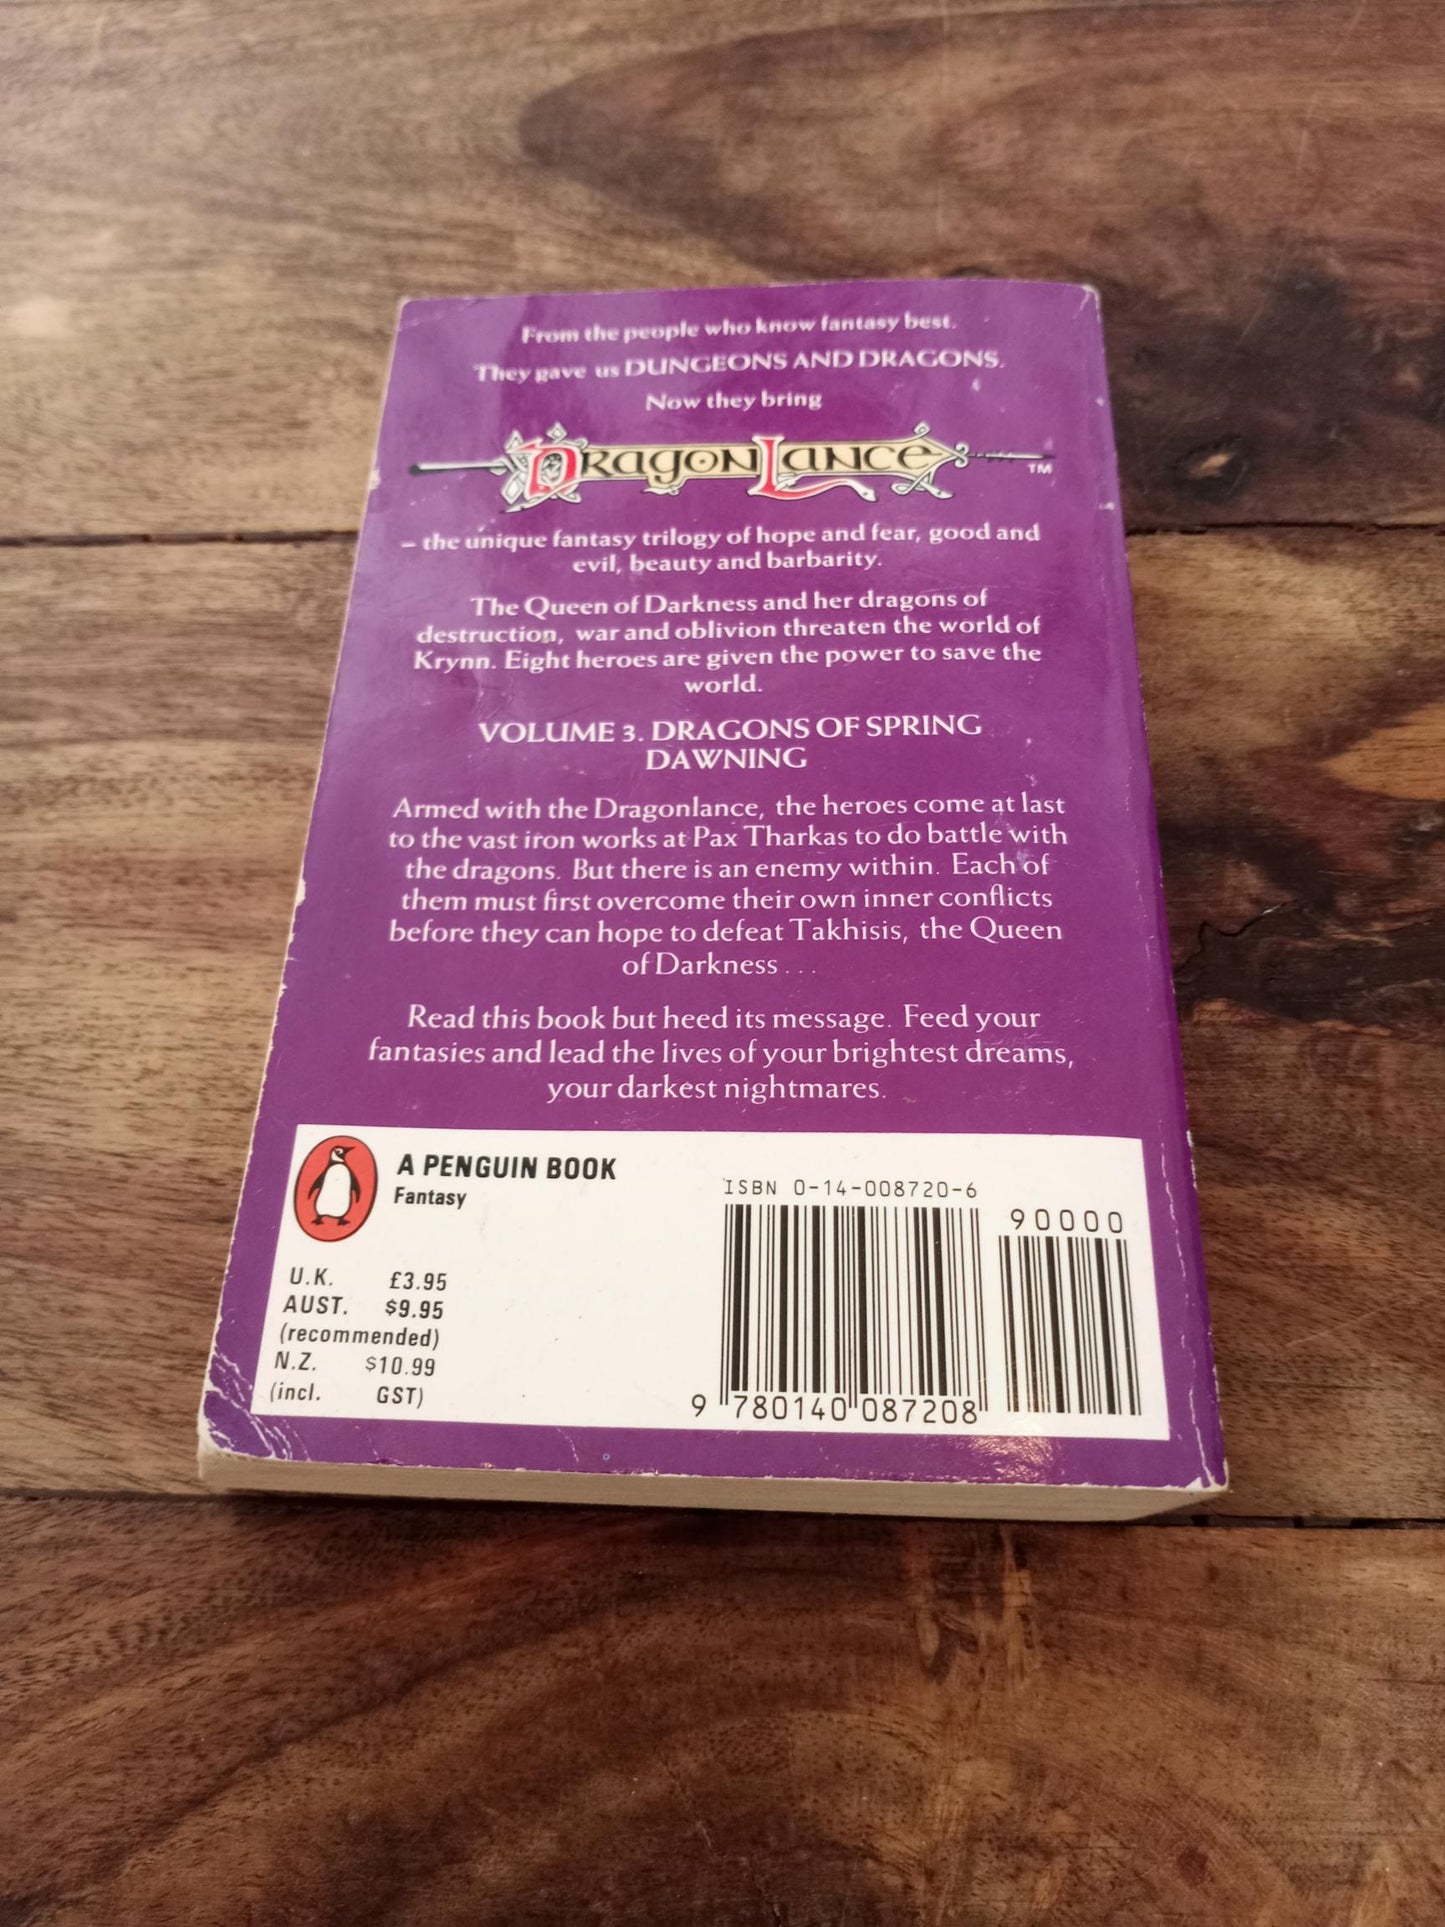 From the people who know fantasy best.
They gave us DUNGEONS AND DRAGONS.
Now they bring
DRAGONLANCE TM
– the unique fantasy trilogy of hope and fear, good and
evil, beauty and barbarity.
The Queen of Darkness and her dragons of
destruction, war and oblivion threaten the world of
Krynn. Eight heroes are given the power to save the
world.
VOLUME 3. DRAGONS OF SPRING
DAWNING
Armed with the Dragonlance, the heroes come at last
to the vast iron works at Pax Tharkas to do battle with
the dragons. But there is an enemy within. Each of
them must first overcome their own inner conflicts
before they can hope to defeat Takhisis, the Queen
of Darkness . . .
Read this book but heed its message. Feed your
fantasies and lead the lives of your brightest dreams,
your darkest nightmares.
A PENGUIN BOOK
Fantasy
U.K. £3.95
AUST. $9.95
(recommended)
N.Z. $10.99
(incl. GST)
ISBN 0-14-008720-6
90000
9 780140 087208